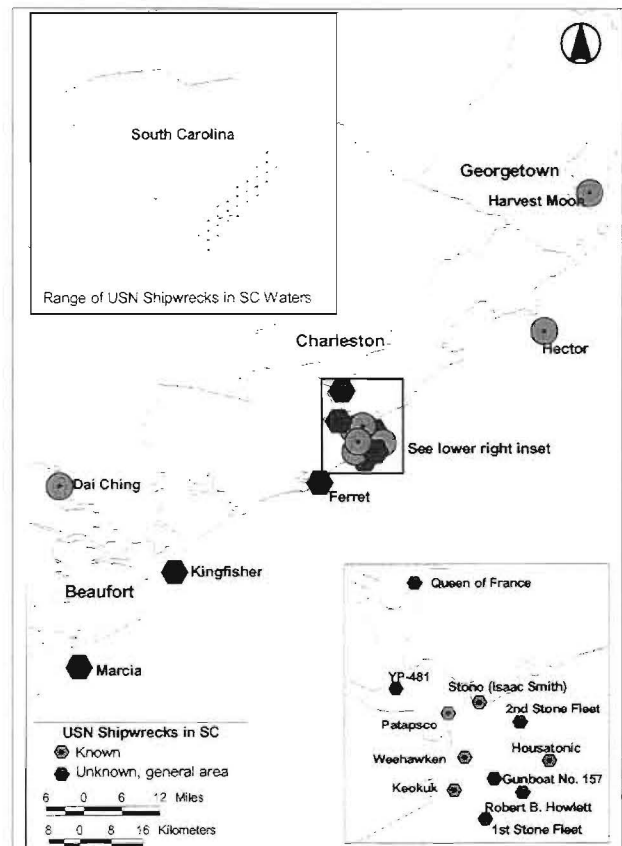 South Carolina
Range of USN Shipwrecks in SC Waters
Georgetown
Harvest Moon
Hector
Charleston
See lower right inset
Dai Ching
Ferret
Kingfisher
Beaufort
Marcia
USN Shipwrecks in SC
Known
Unknown, general area
6 0 6 12 Miles
8 0 8 16 Kilometers
Queen of France
YP-481
Stono (Isaac Smith)
2nd Stone Fleet
Patapsco
Weehawken
Housatonic
Keokuk
Gunboat No. 157
Robert B. Howlett
1st Stone Fleet